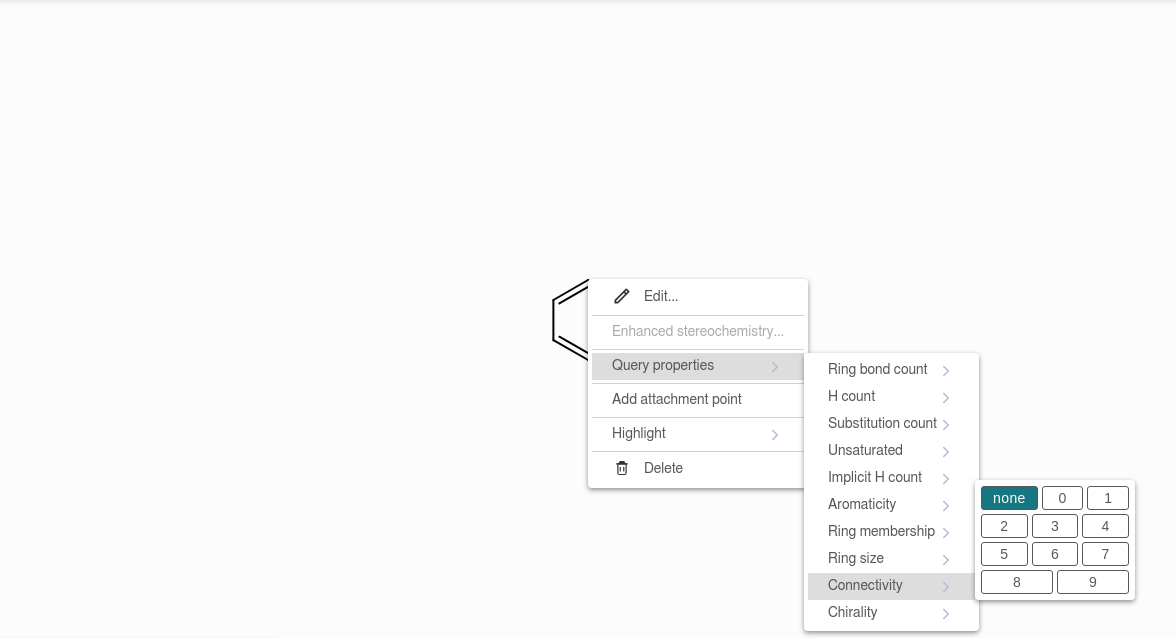 Edit...
Enhanced stereochemistry...
Query properties
Add attachment point
Highlight
Delete
Ring bond count
H count
Substitution count
Unsaturated
Implicit H count
Aromaticity
Ring membership
Ring size
Connectivity
Chirality
none 0 1
2 3 4
5 6 7
8 9